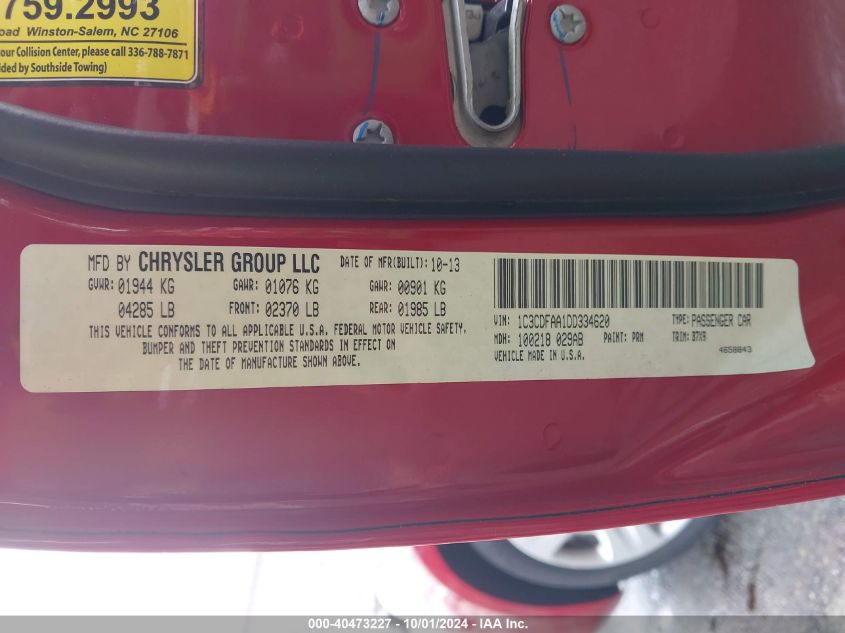 759.2993
oad Winston-Salem, NC 27106
our Collision Center, please call 336-788-7871
ided by Southside Towing)
MFD BY CHRYSLER GROUP LLC DATE OF MFR(BUILT): 10-13
GVWR: 01944 KG GAWR: 01076 KG GAWR: 00901 KG
04285 LB FRONT: 02370 LB REAR: 01985 LB
THIS VEHICLE CONFORMS TO ALL APPLICABLE U.S.A. FEDERAL MOTOR VEHICLE SAFETY,
BUMPER AND THEFT PREVENTION STANDARDS IN EFFECT ON
THE DATE OF MANUFACTURE SHOWN ABOVE.
VIN: 1C3CDFAA1DD334620 TYPE: PASSENGER CAR
MDH: 100218 029AB PAINT: PRM TRIM: B7X9
VEHICLE MADE IN U.S.A. 4658843
000-40473227 - 10/01/2024 - IAA Inc.